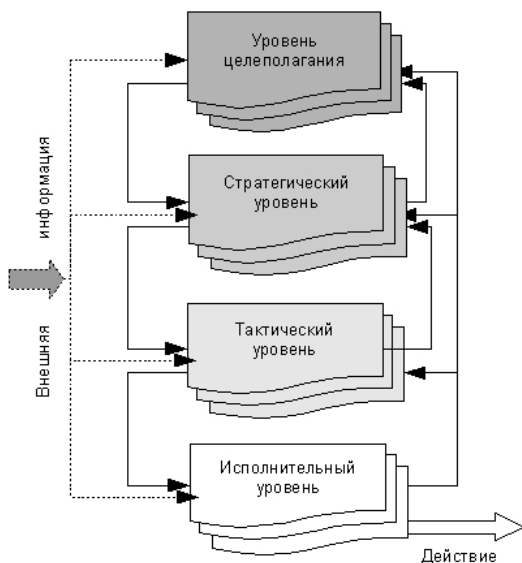 Уровень
целеполагания
Стратегический
уровень
Тактический
уровень
Исполнительный
уровень
Внешняя информация
Действие